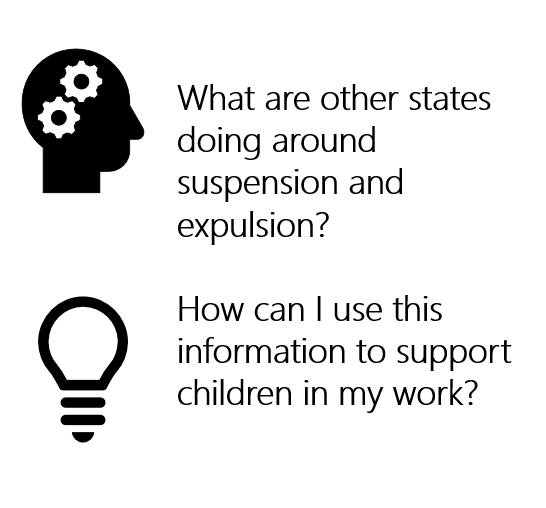 What are other states
doing around
suspension and
expulsion?
How can I use this
information to support
children in my work?